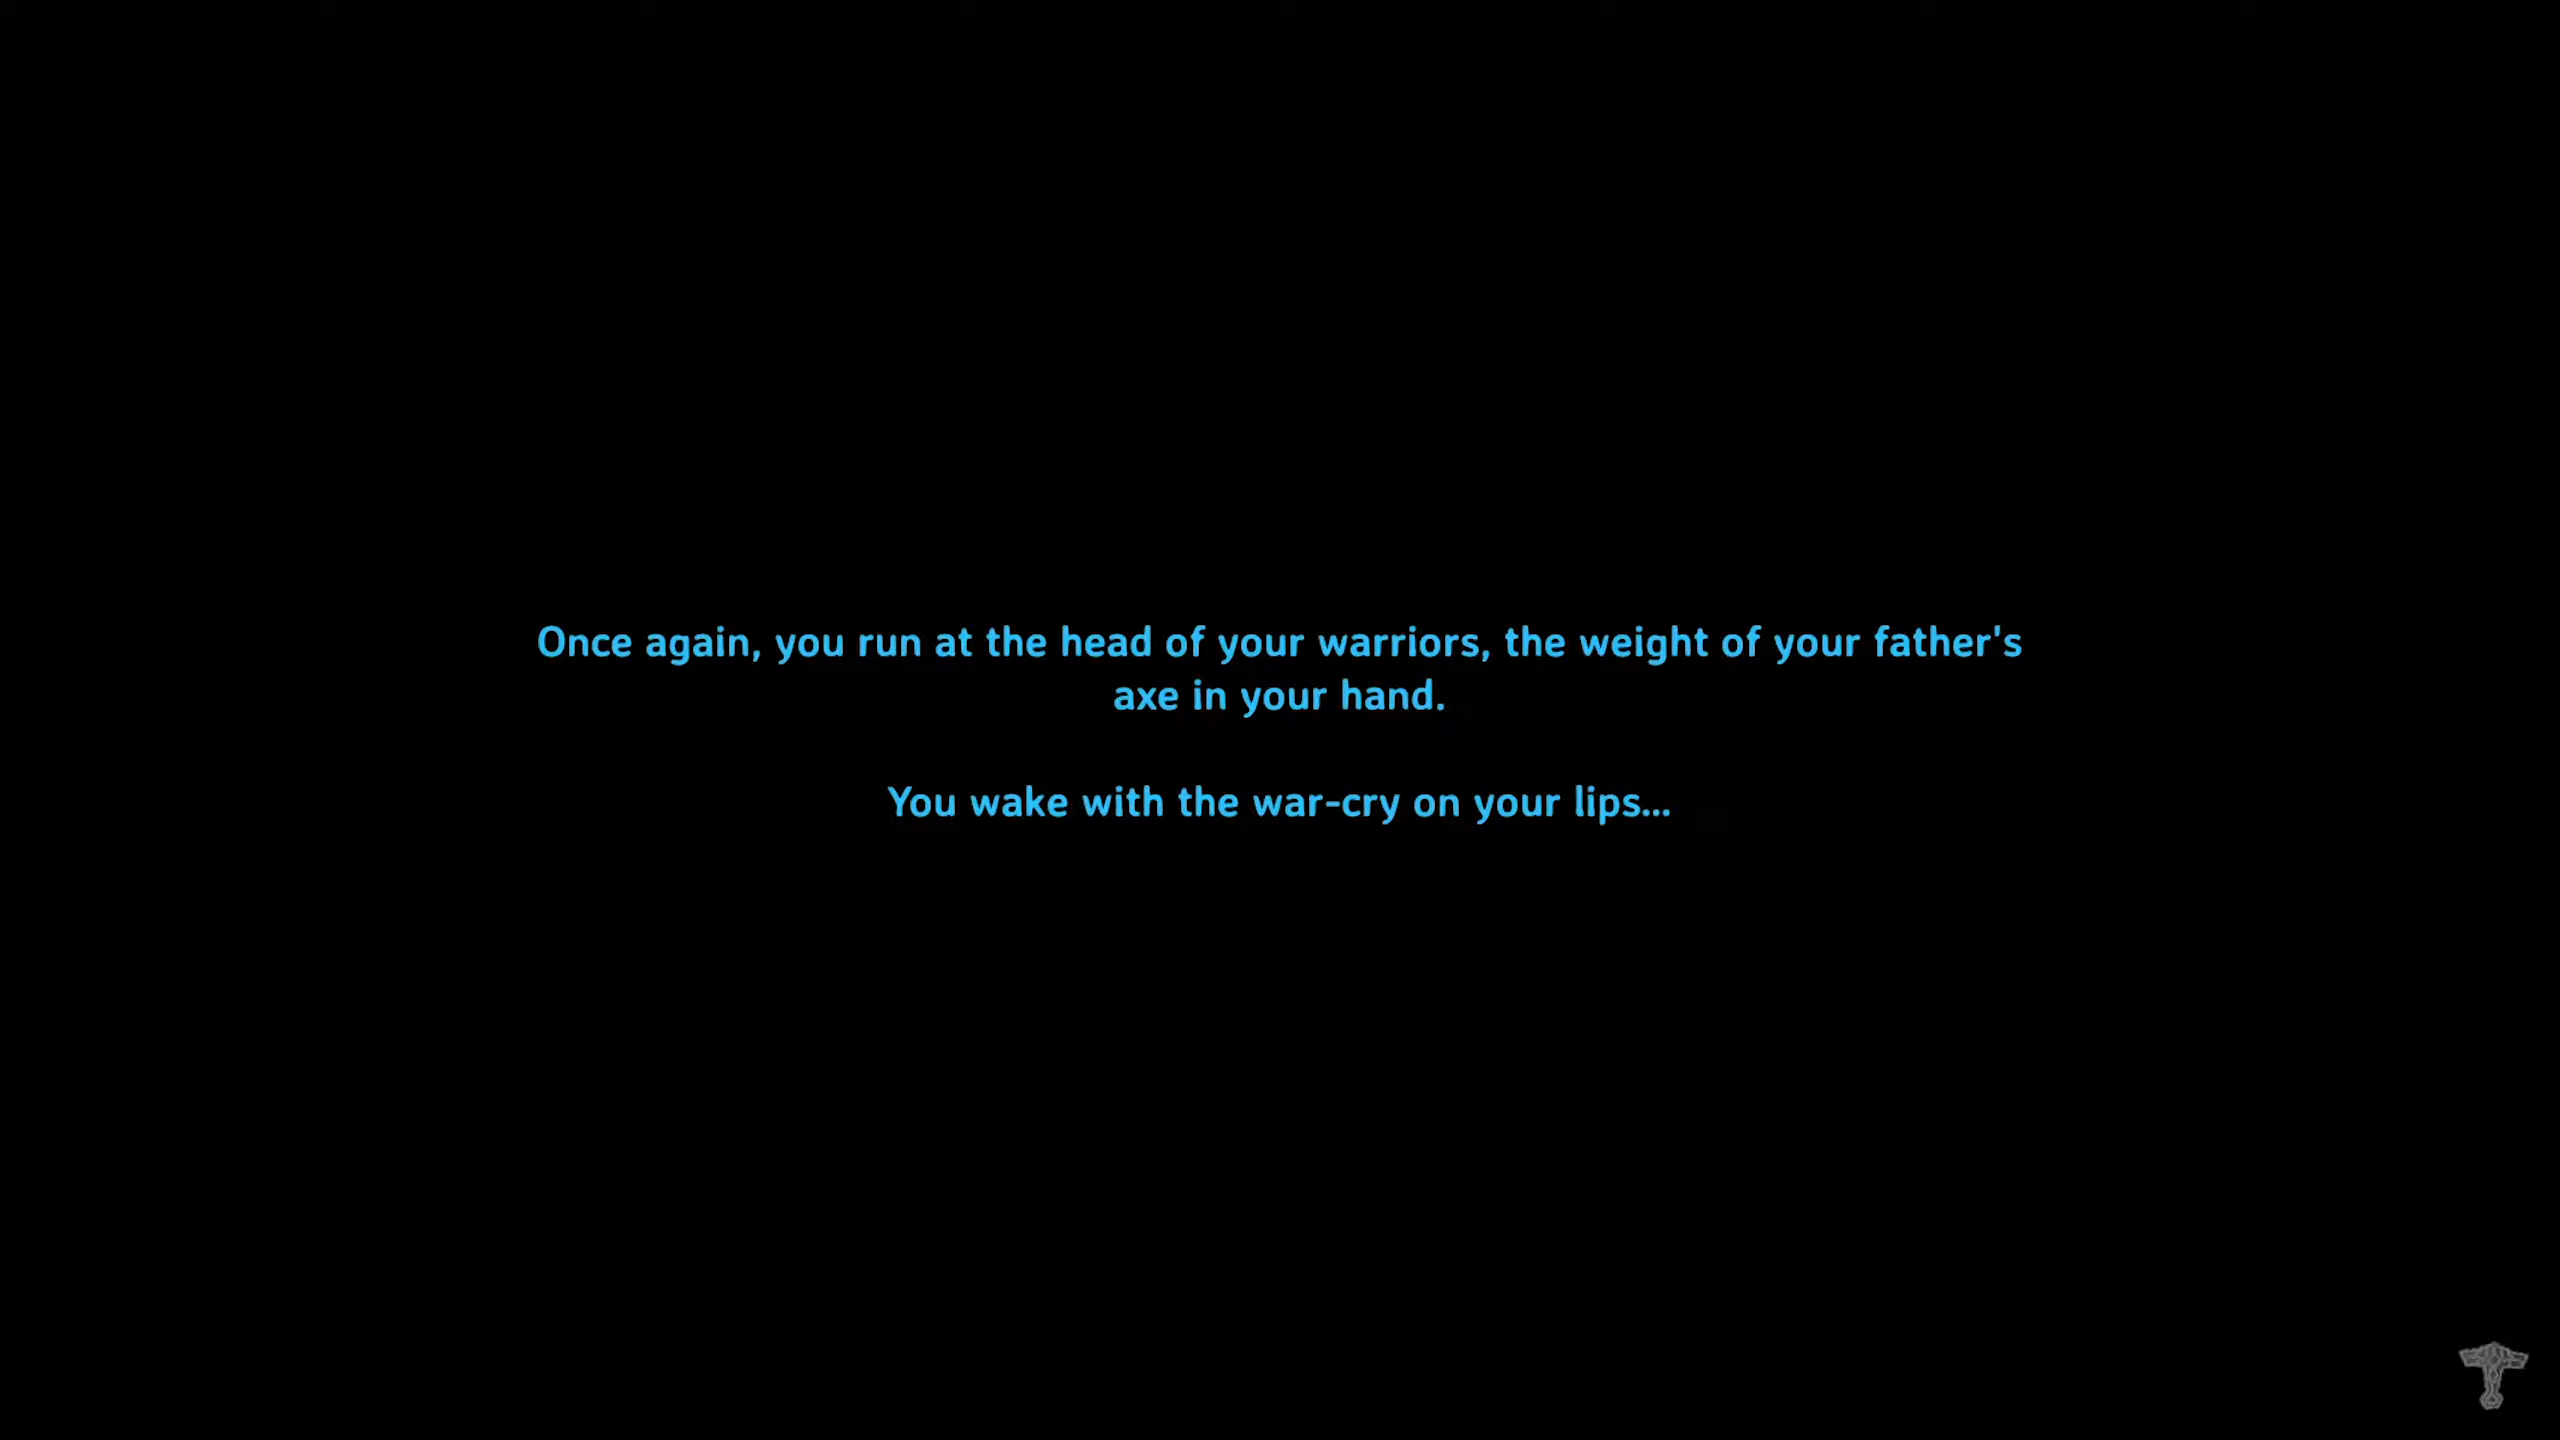 Once again, you run at the head of your warriors, the weight of your father's
axe in your hand.
You wake with the war-cry on your lips...